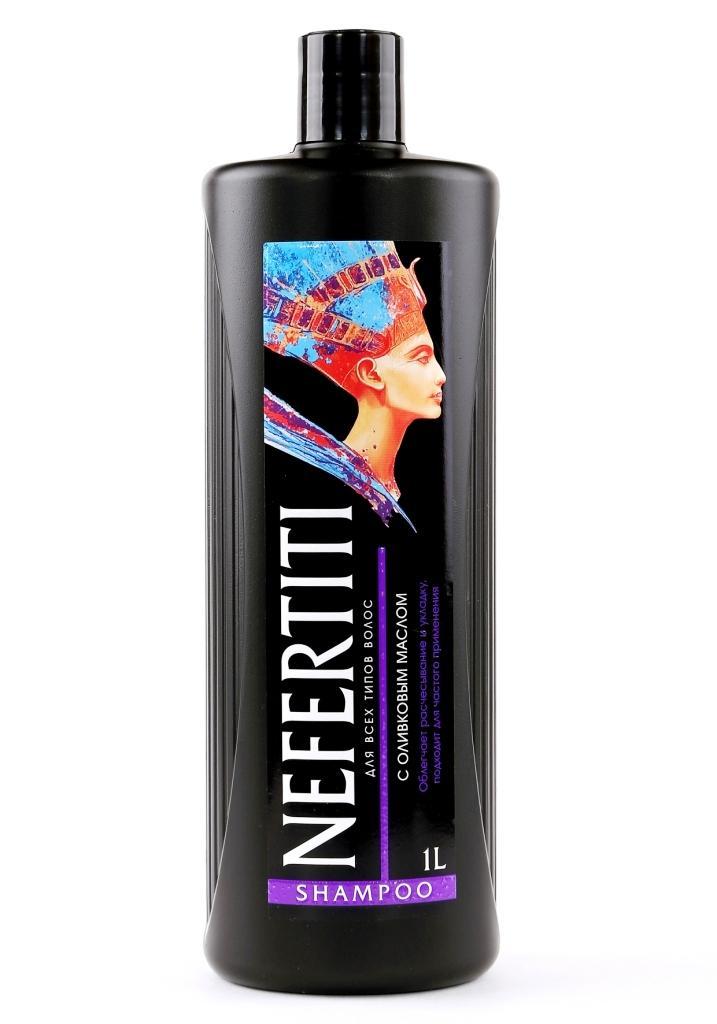 NEFERTITI
ДЛЯ ВСЕХ ТИПОВ ВОЛОС
С ОЛИВКОВЫМ МАСЛОМ
Облегчает расчесывание и укладку,
подходит для частого применения
1L
SHAMPOO